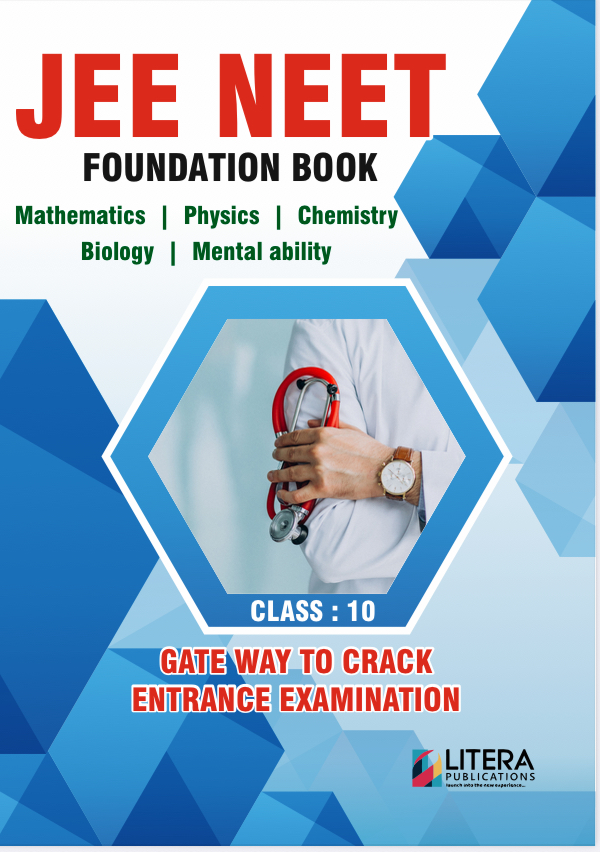 JEE NEET
FOUNDATION BOOK
Mathematics | Physics | Chemistry
Biology | Mental ability
CLASS : 10
GATE WAY TO CRACK
ENTRANCE EXAMINATION
LITERA
PUBLICATIONS
launch into the new experience...